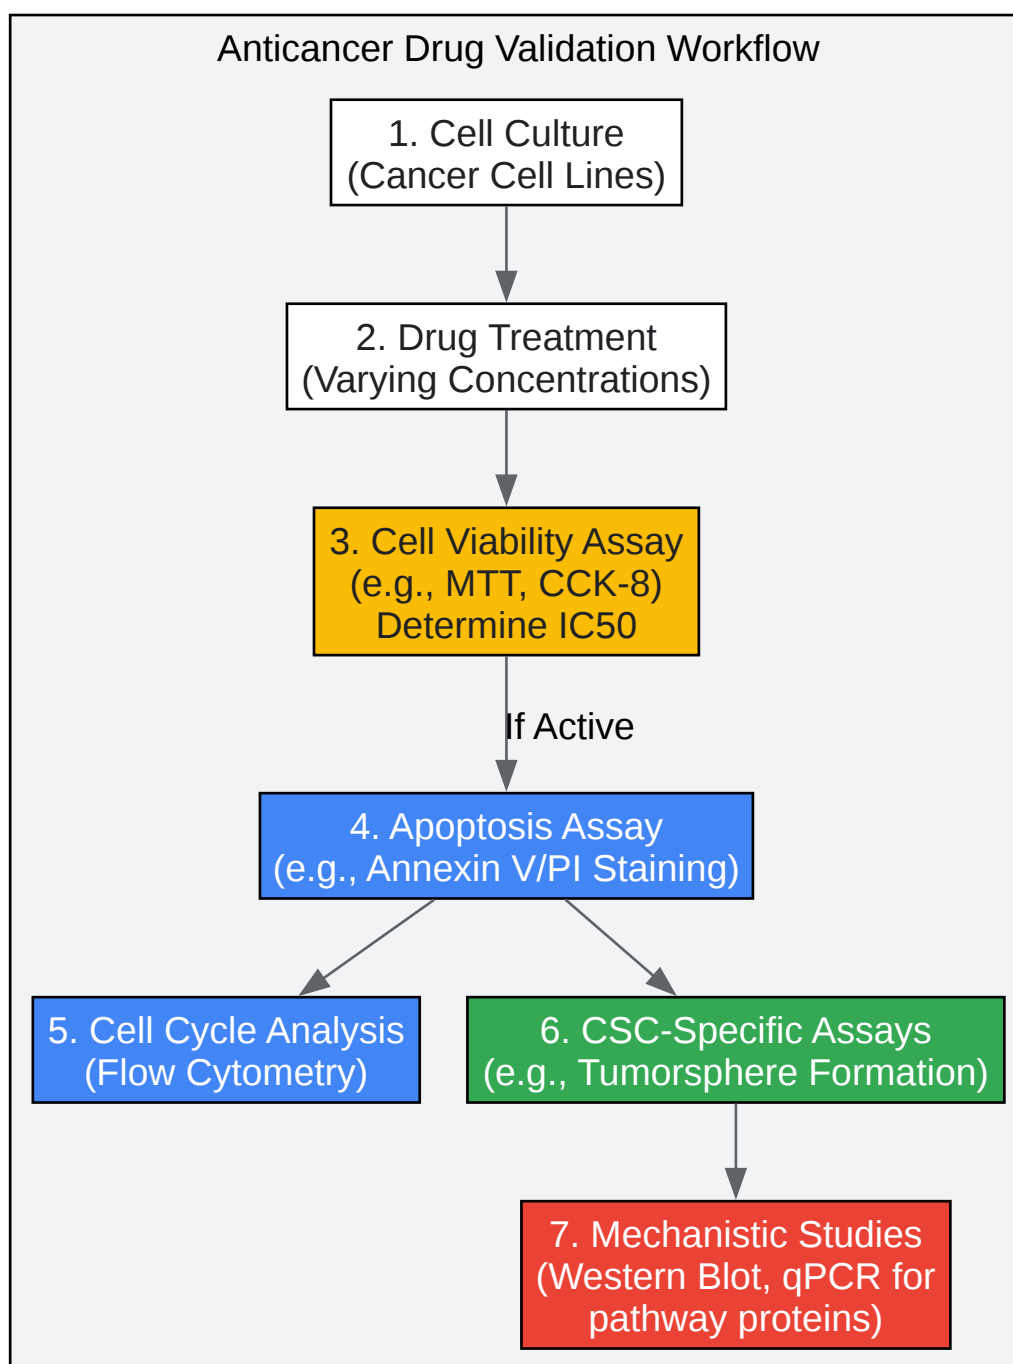 Anticancer Drug Validation Workflow
1. Cell Culture
(Cancer Cell Lines)
2. Drug Treatment
(Varying Concentrations)
3. Cell Viability Assay
(e.g., MTT, CCK-8)
Determine IC50
If Active
4. Apoptosis Assay
(e.g., Annexin V/PI Staining)
5. Cell Cycle Analysis
(Flow Cytometry)
6. CSC-Specific Assays
(e.g., Tumorsphere Formation)
7. Mechanistic Studies
(Western Blot, qPCR for
pathway proteins)